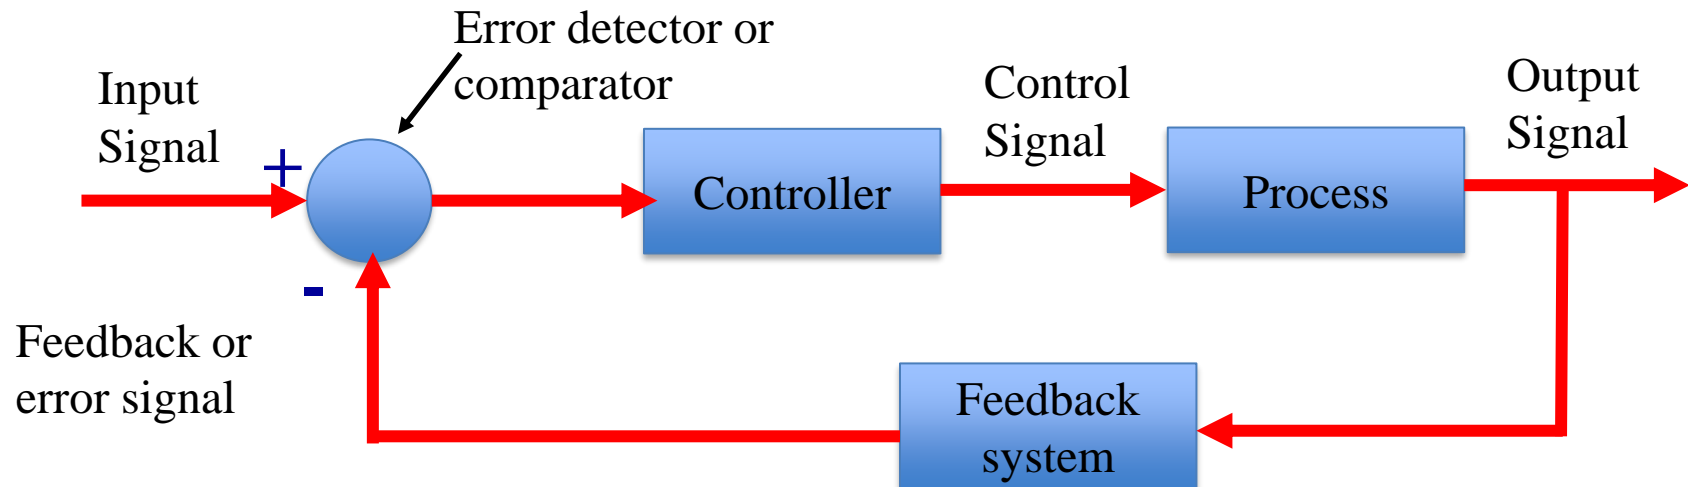 Error detector or
comparator
Input
Signal
Control
Signal
Output
Signal
+
Controller
Process
-
Feedback or
error signal
Feedback
system